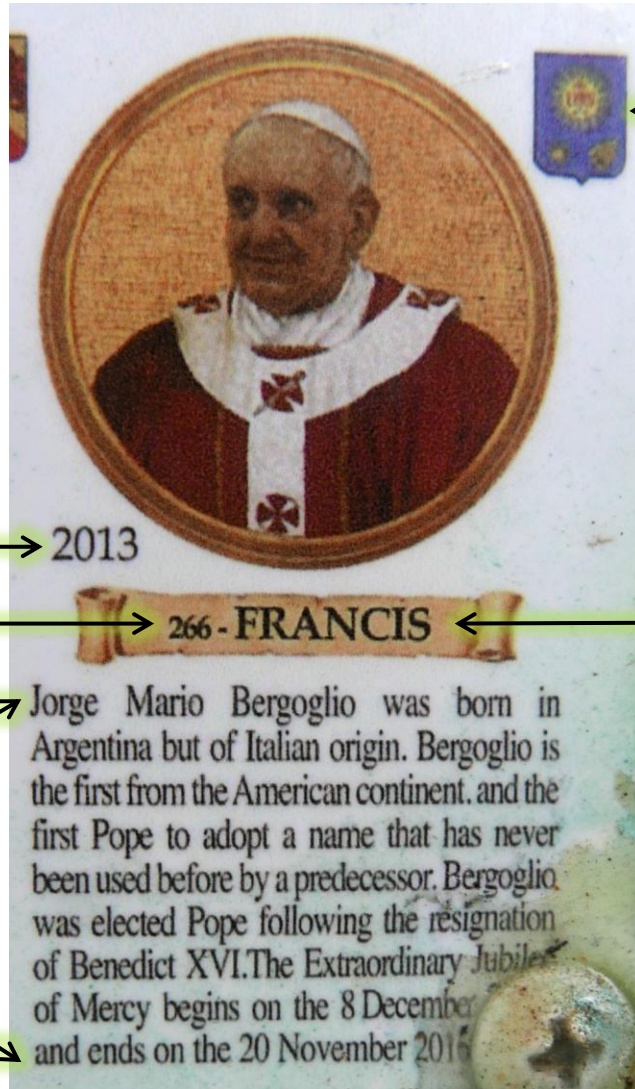 2013
266 - FRANCIS
Jorge Mario Bergoglio was born in
Argentina but of Italian origin. Bergoglio is
the first from the American continent. and the
first Pope to adopt a name that has never
been used before by a predecessor. Bergoglio
was elected Pope following the resignation
of Benedict XVI.The Extraordinary Jubilee
of Mercy begins on the 8 December
and ends on the 20 November 2016